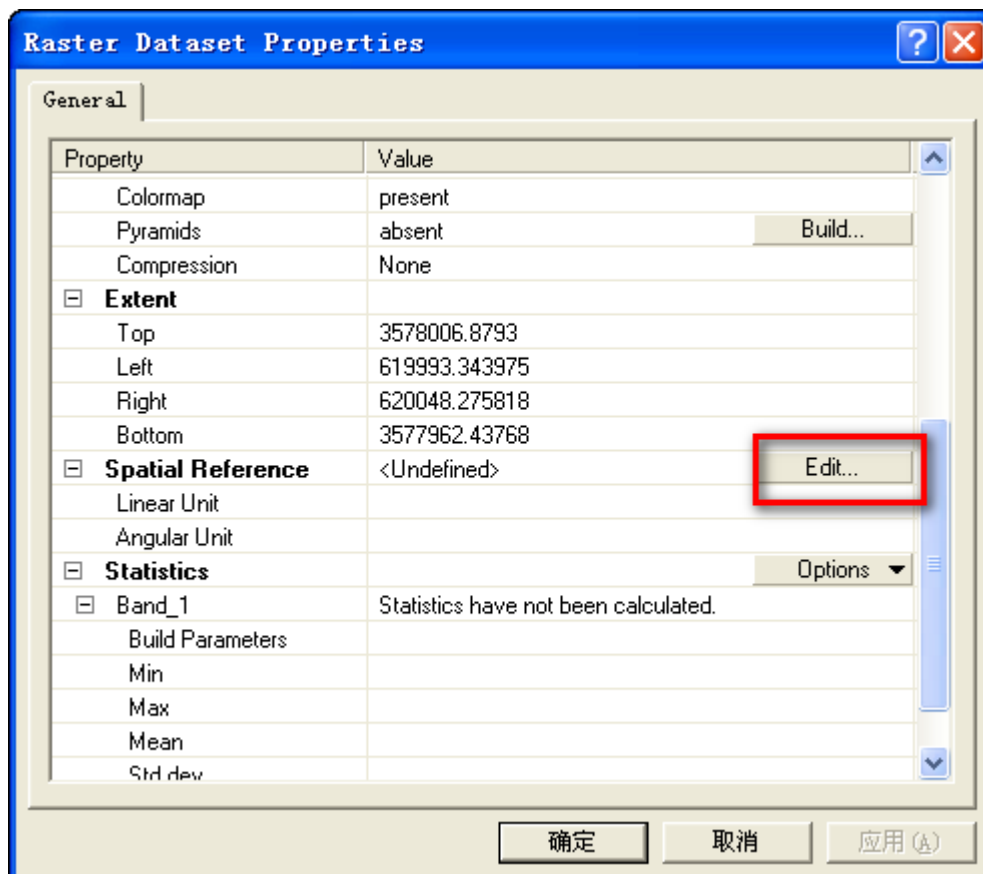 Raster Dataset Properties
General
Property Value
Colormap present
Pyramids absent Build...
Compression None
Extent
Top 3578006.8793
Left 619993.343975
Right 620048.275818
Bottom 3577962.43768
Spatial Reference <Undefined> Edit...
Linear Unit
Angular Unit
Statistics Options
Band_1 Statistics have not been calculated.
Build Parameters
Min
Max
Mean
Std dev
确定 取消 应用(A)